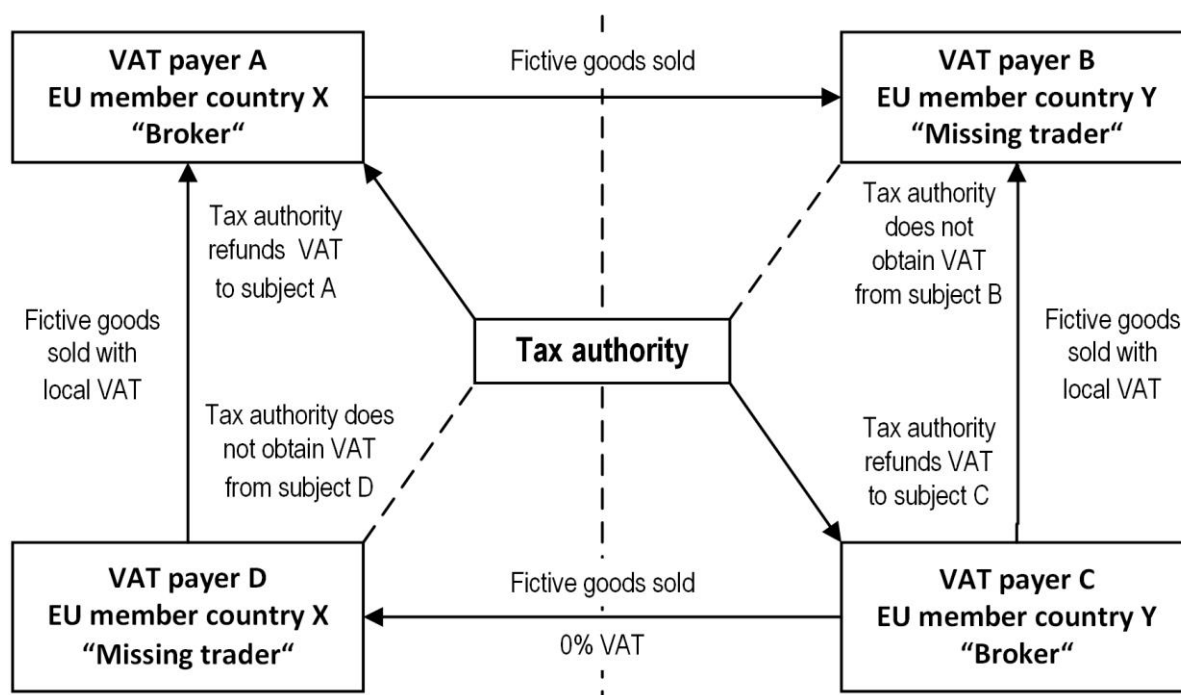 VAT payer A
EU member country X
“Broker“
Fictive goods sold
VAT payer B
EU member country Y
“Missing trader“
Tax authority
refunds VAT
to subject A
Tax authority
does not
obtain VAT
from subject B
Fictive goods
sold with
local VAT
Tax authority
Fictive goods
sold with
local VAT
Tax authority does
not obtain VAT
from subject D
Tax authority
refunds VAT
to subject C
VAT payer D
EU member country X
“Missing trader“
Fictive goods sold
0% VAT
VAT payer C
EU member country Y
“Broker“